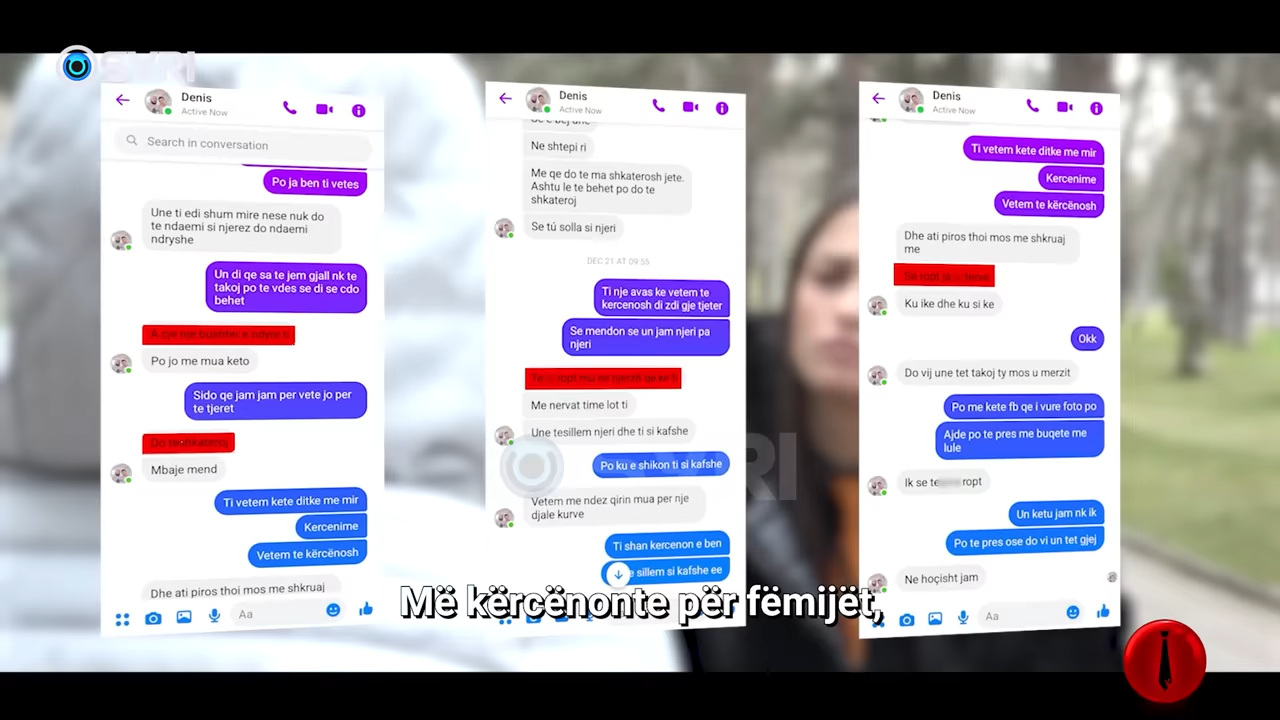 Denis
Active Now
Search in conversation
Po ja ben ti vetes
Une ti edi shum mire nese nuk do
te ndaemi si njerez do ndaemi
ndryshe
Un di qe sa te jem gjall nk te
takoj po te vdes se di se cdo
behet
Po jo me mua keto
Sido qe jam jam per vete jo per
te tjeret
Mbaje mend
Ti vetem kete ditke me mir
Kercenime
Vetem te kërcënosh
Dhe ati piros thoi mos me shkruaj
Aa
Denis
Active Now
Ne shtepi ri
Me qe do te ma shkaterosh jete.
Ashtu le te behet po do te
shkateroj
Se tú solla si njeri
DEC 21 AT 09:55
Ti nje avas ke vetem te
kercenosh di zdi gje tjeter
Se mendon se un jam njeri pa
njeri
Me nervat time lot ti
Une tesillem njeri dhe ti si kafshe
Po ku e shikon ti si kafshe
Vetem me ndez qirin mua per nje
djale kurve
Ti shan kercenon e ben
e sillem si kafshe ee
Denis
Active Now
Ti vetem kete ditke me mir
Kercenime
Vetem te kërcënosh
Dhe ati piros thoi mos me shkruaj
me
Ku ike dhe ku si ke
Okk
Do vij une tet takoj ty mos u merzit
Po me kete fb qe i vure foto po
Ajde po te pres me buqete me
lule
Ik se te ropt
Un ketu jam nk ik
Po te pres ose do vi un tet gjej
Ne hoçisht jam
Aa
Më kërcënonte për fëmijët,